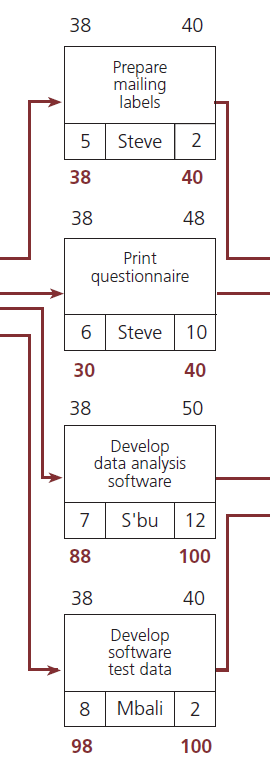 38 40
Prepare
mailing
labels
5 Steve 2
38 40
38 48
Print
questionnaire
6 Steve 10
30 40
38 50
Develop
data analysis
software
7 S'bu 12
88 100
38 40
Develop
software
test data
8 Mbali 2
98 100